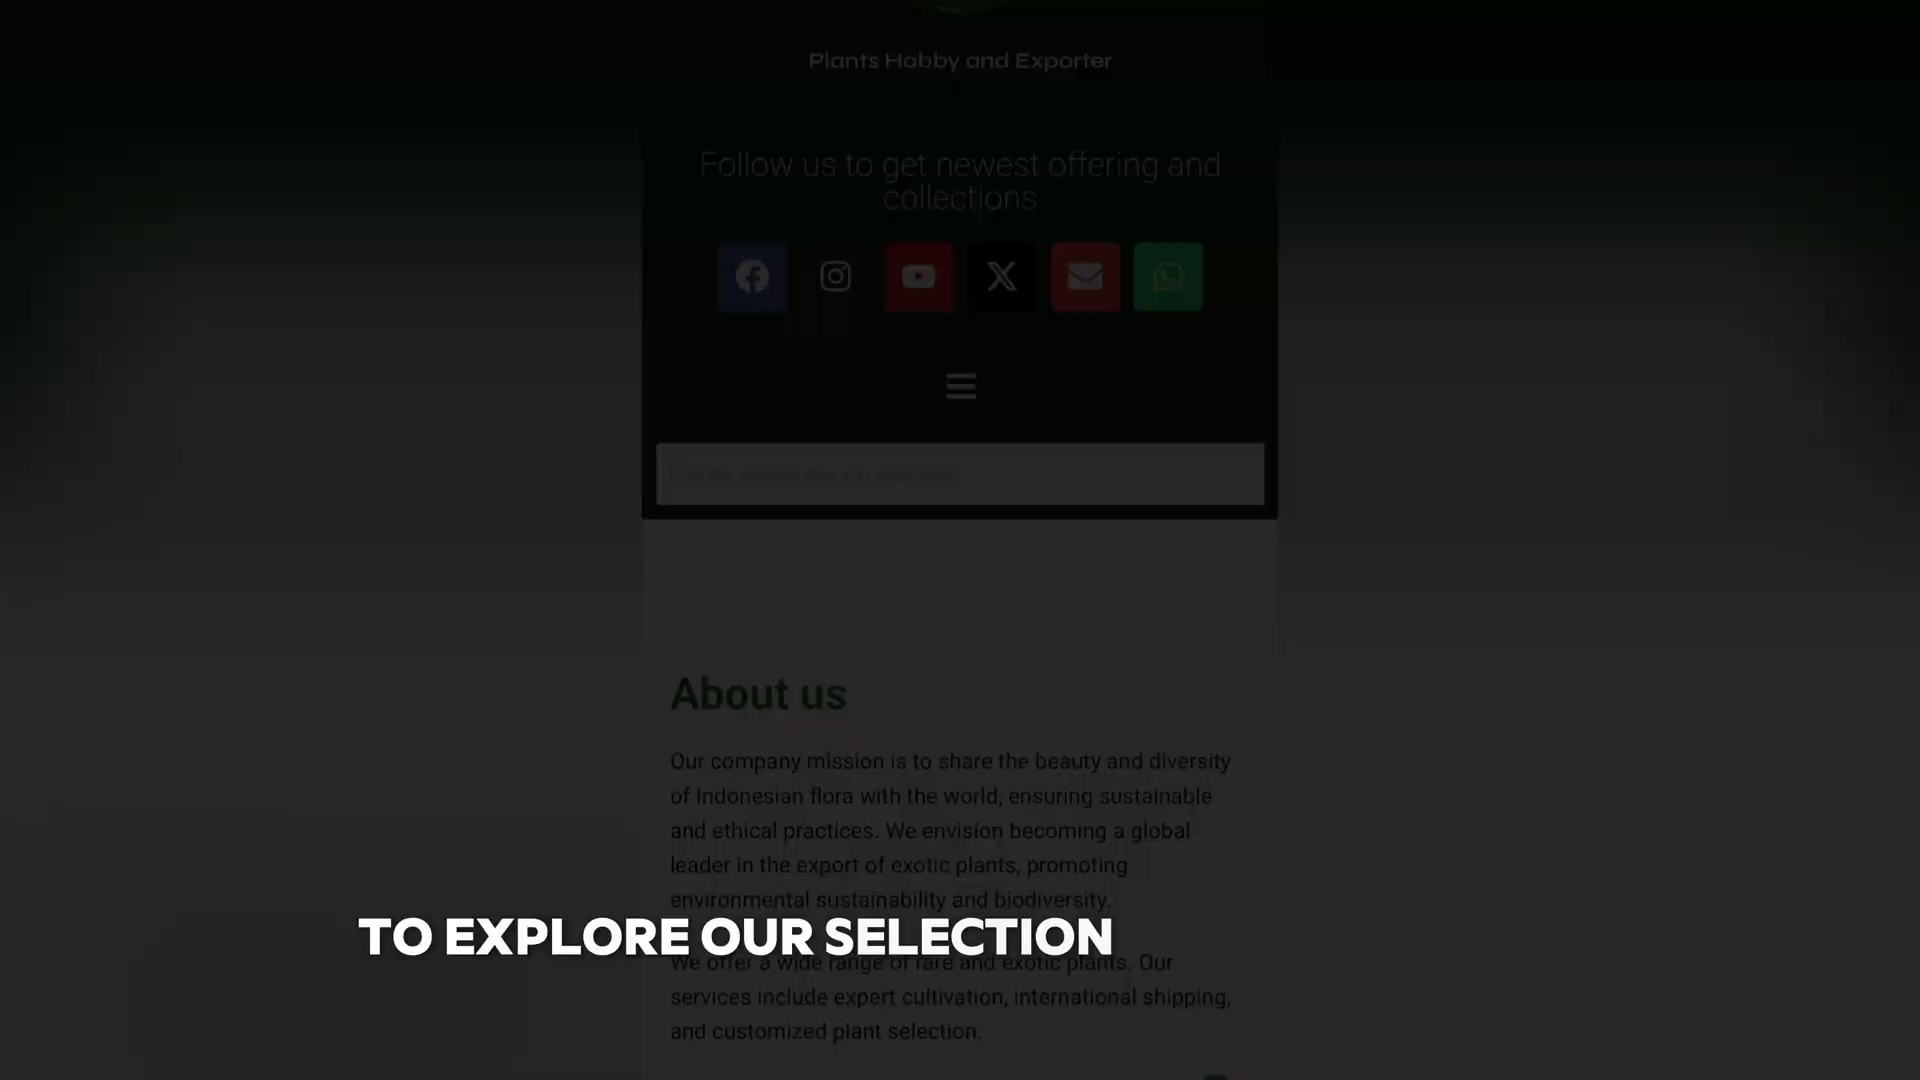 Plants Hobby and Exporter
Follow us to get newest offering and
collections
About us
Our company mission is to share the beauty and diversity
of Indonesian flora with the world, ensuring sustainable
and ethical practices. We envision becoming a global
leader in the export of exotic plants, promoting
environmental sustainability and biodiversity.
TO EXPLORE OUR SELECTION
We offer a wide range of rare and exotic plants. Our
services include expert cultivation, international shipping,
and customized plant selection.